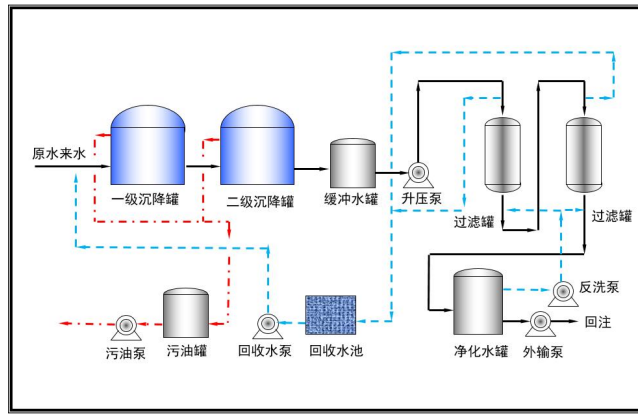 原水来水
一级沉降罐
二级沉降罐
缓冲水罐
升压泵
过滤罐
过滤罐
反洗泵
污油泵
污油罐
回收水泵
回收水池
净化水罐
外输泵
回注